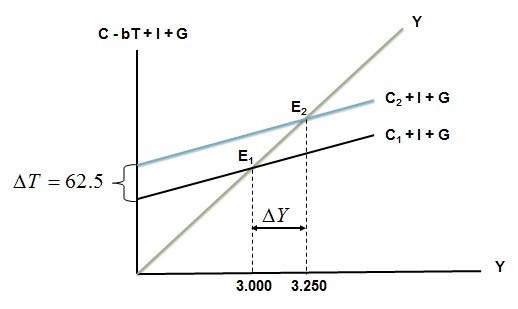 Y
C - bT + I + G
C₂ + I + G
E₂
C₁ + I + G
E₁
ΔT = 62.5
ΔY
Y
3.000 3.250